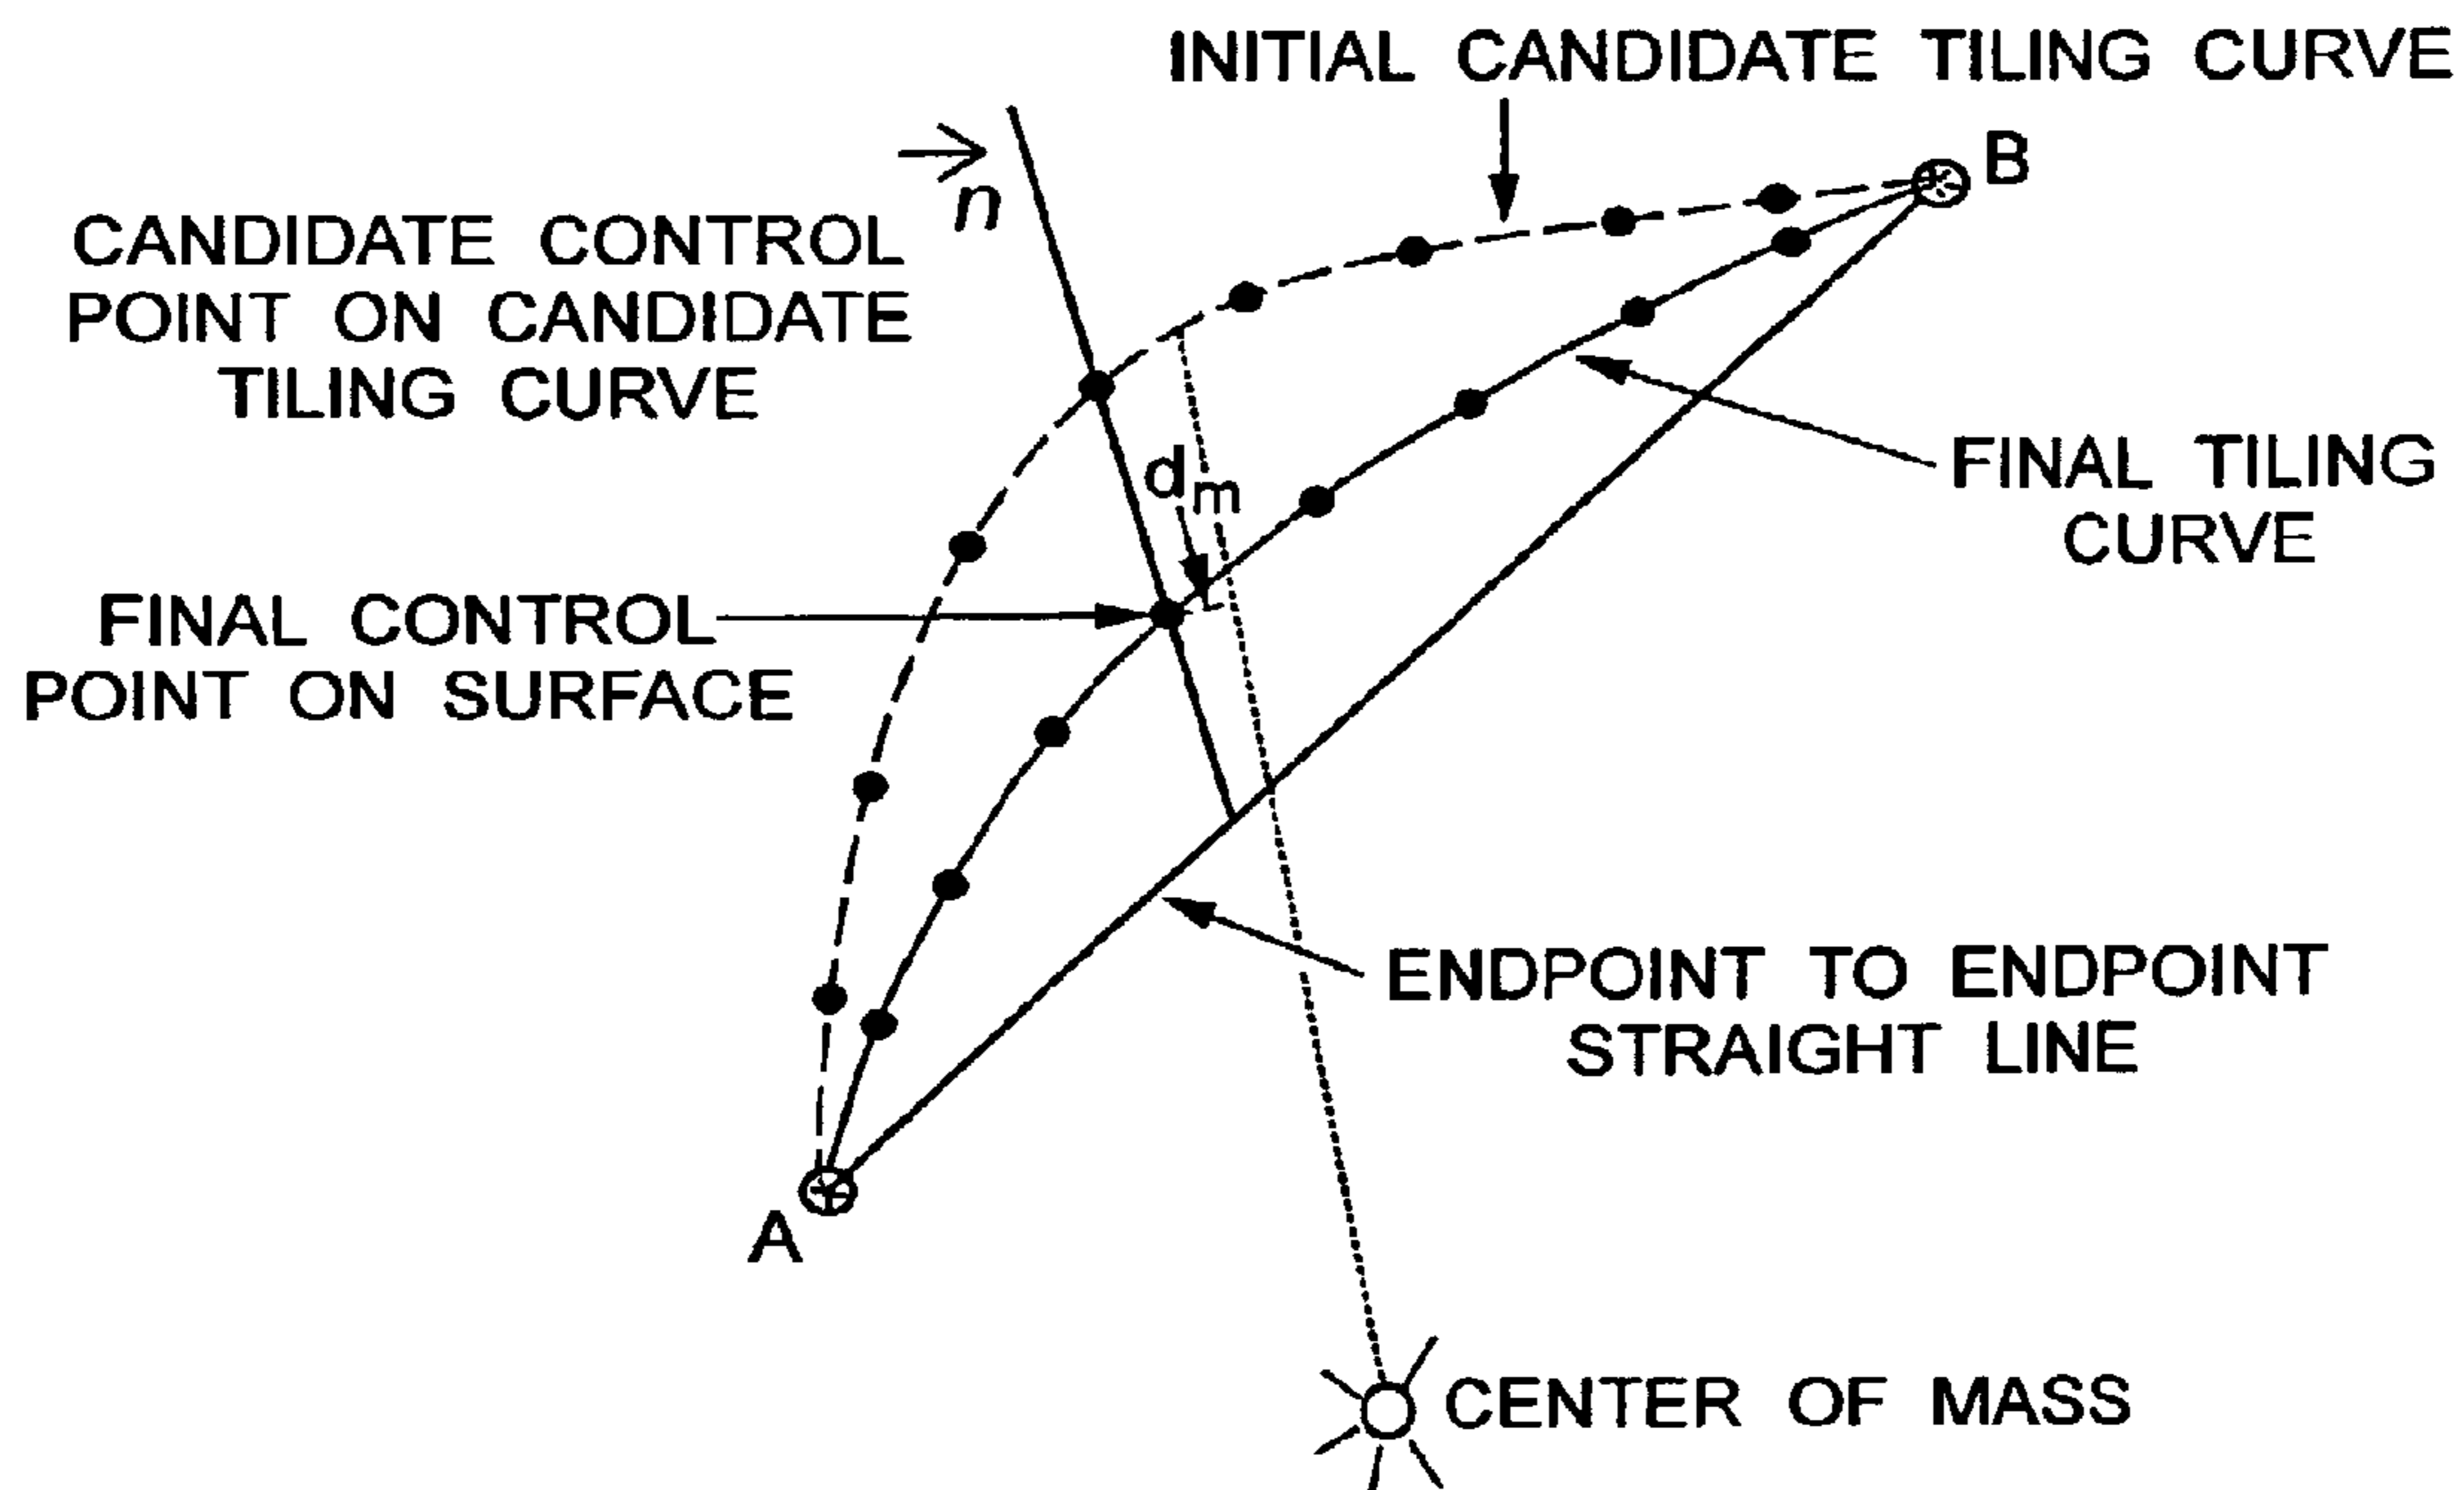 INITIAL CANDIDATE TILING CURVE
B
n
CANDIDATE CONTROL
POINT ON CANDIDATE
TILING CURVE
dm
FINAL TILING
CURVE
FINAL CONTROL
POINT ON SURFACE
ENDPOINT TO ENDPOINT
STRAIGHT LINE
A
CENTER OF MASS